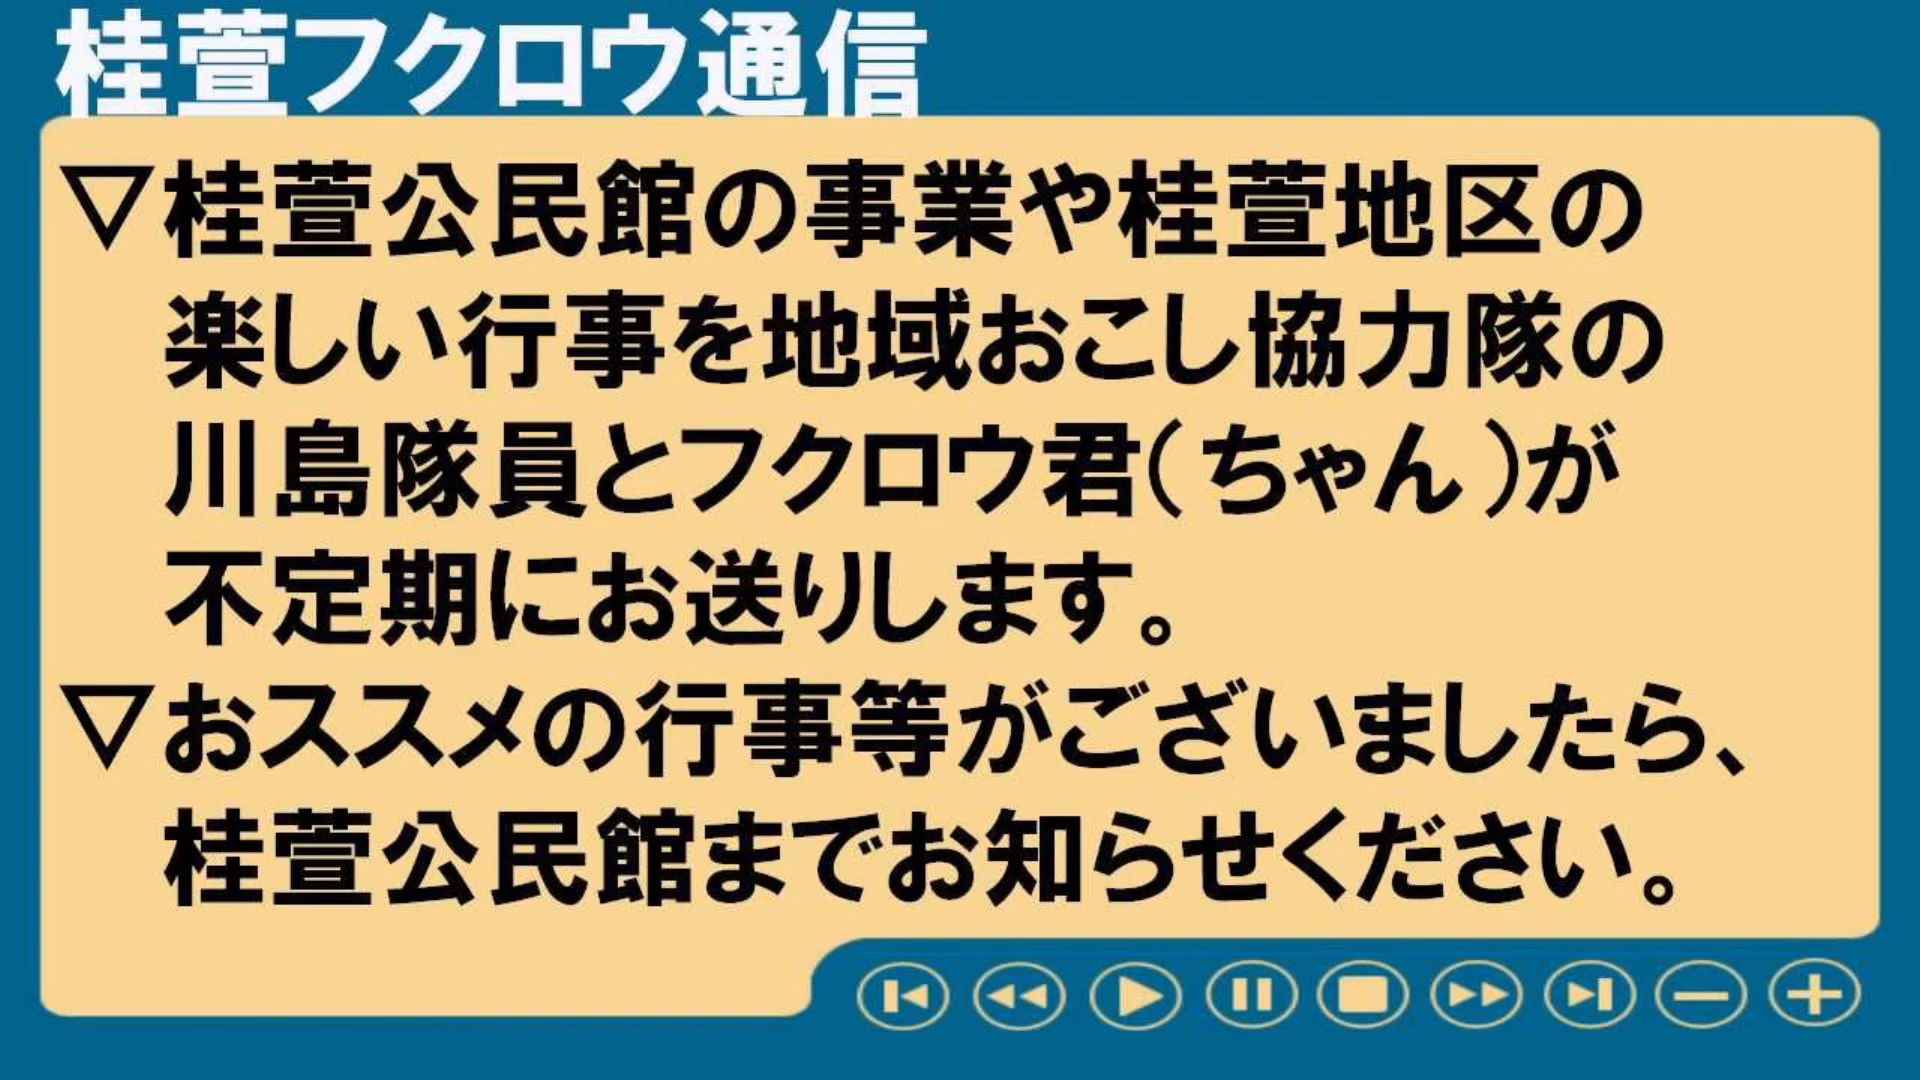 桂萱フクロウ通信
▽桂萱公民館の事業や桂萱地区の
楽しい行事を地域おこし協力隊の
川島隊員とフクロウ君(ちゃん)が
不定期にお送りします。
▽おススメの行事等がございましたら、
桂萱公民館までお知らせください。